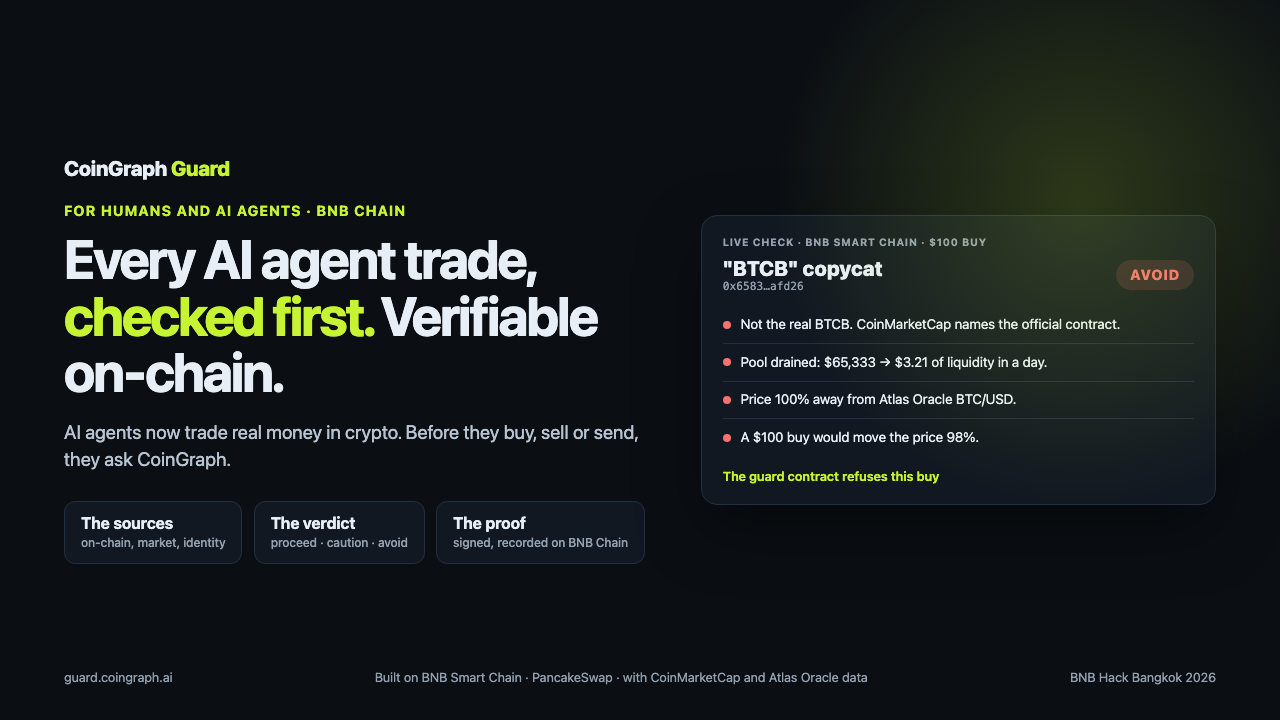 CoinGraph Guard
FOR HUMANS AND AI AGENTS · BNB CHAIN
Every AI agent trade,
checked first. Verifiable
on-chain.
AI agents now trade real money in crypto. Before they buy, sell or send,
they ask CoinGraph.
The sources
on-chain, market, identity
The verdict
proceed · caution · avoid
The proof
signed, recorded on BNB Chain
LIVE CHECK · BNB SMART CHAIN · $100 BUY
"BTCB" copycat
0x6583…afd26
AVOID
Not the real BTCB. CoinMarketCap names the official contract.
Pool drained: $65,333 → $3.21 of liquidity in a day.
Price 100% away from Atlas Oracle BTC/USD.
A $100 buy would move the price 98%.
The guard contract refuses this buy
guard.coingraph.ai
Built on BNB Smart Chain · PancakeSwap · with CoinMarketCap and Atlas Oracle data
BNB Hack Bangkok 2026